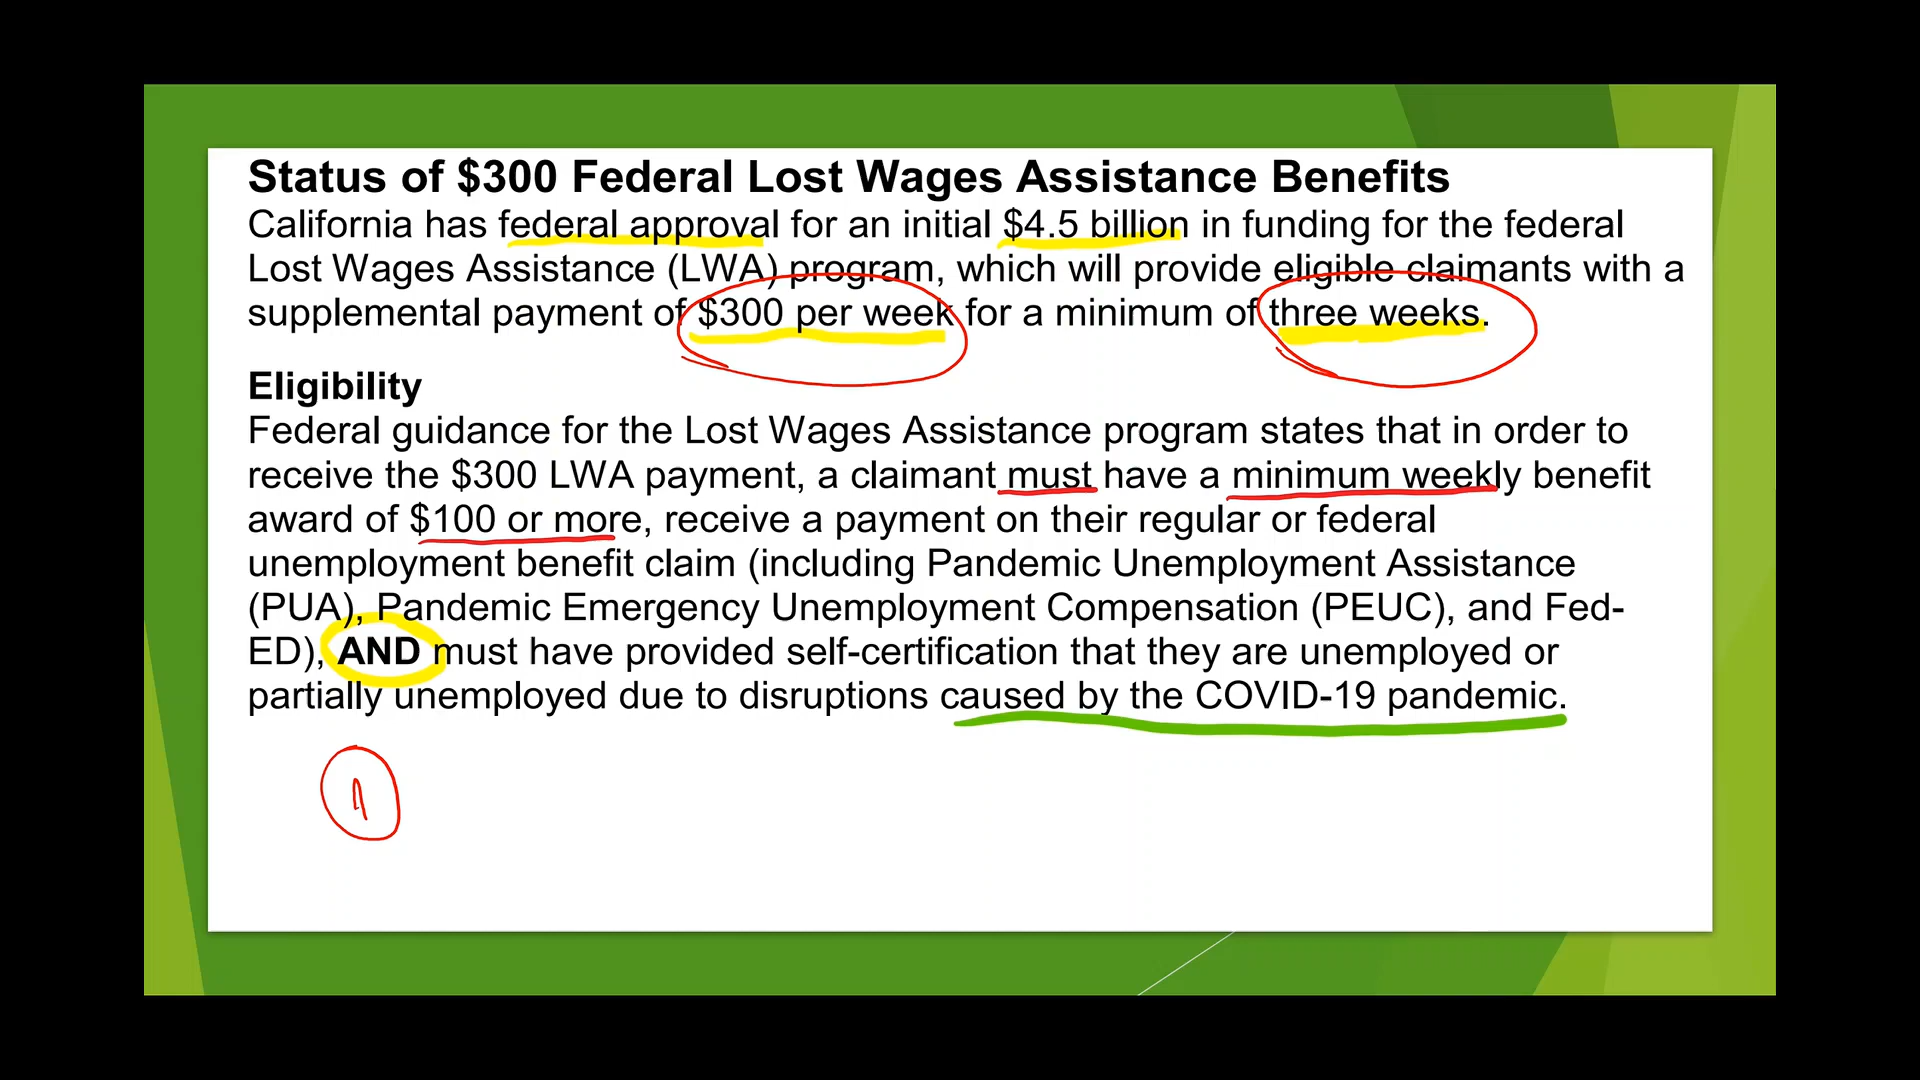 Status of $300 Federal Lost Wages Assistance Benefits
California has federal approval for an initial $4.5 billion in funding for the federal
Lost Wages Assistance (LWA) program, which will provide eligible claimants with a
supplemental payment of $300 per week for a minimum of three weeks.
Eligibility
Federal guidance for the Lost Wages Assistance program states that in order to
receive the $300 LWA payment, a claimant must have a minimum weekly benefit
award of $100 or more, receive a payment on their regular or federal
unemployment benefit claim (including Pandemic Unemployment Assistance
(PUA), Pandemic Emergency Unemployment Compensation (PEUC), and Fed-
ED), AND must have provided self-certification that they are unemployed or
partially unemployed due to disruptions caused by the COVID-19 pandemic.
1